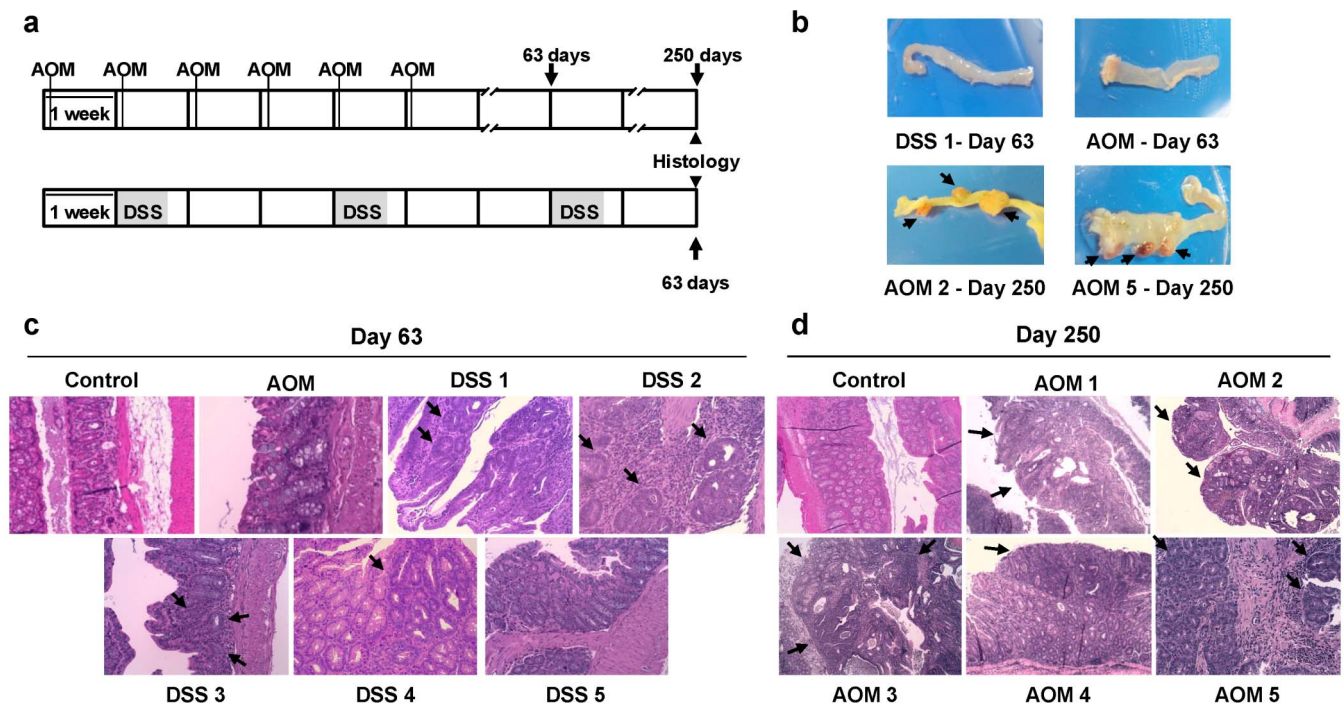 a
AOM AOM AOM AOM AOM AOM
63 days
250 days
1 week
Histology
1 week DSS DSS DSS
63 days
b
DSS 1- Day 63
AOM - Day 63
AOM 2 - Day 250
AOM 5 - Day 250
c
Day 63
Control AOM DSS 1 DSS 2
DSS 3 DSS 4 DSS 5
d
Day 250
Control AOM 1 AOM 2
AOM 3 AOM 4 AOM 5